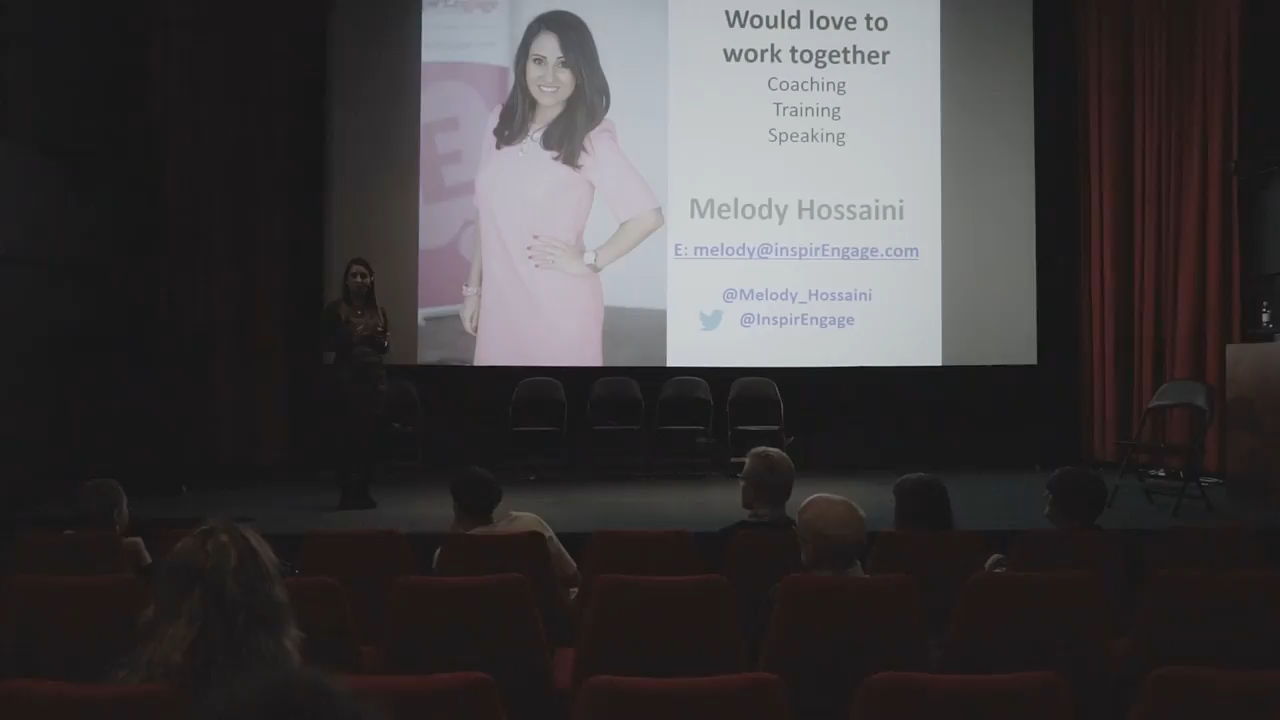 Would love to
work together
Coaching
Training
Speaking
Melody Hossaini
E: melody@inspirEngage.com
@Melody_Hossaini
@InspirEngage
E